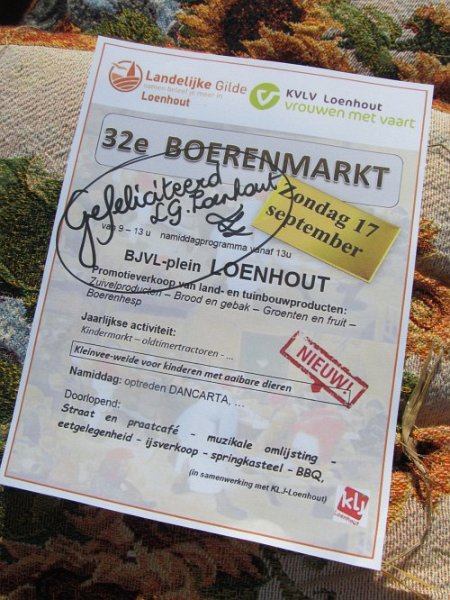 Landelijke Gilde
samen beleef je meer in
Loenhout
KVLV Loenhout
vrouwen met vaart
32e BOERENMARKT
Gefeliciteerd
L.G. Loenhout
Zondag 17
september
van 9 – 13 u namiddagprogramma vanaf 13u
BJVL-plein LOENHOUT
Promotieverkoop van land- en tuinbouwproducten:
Zuivelproducten – Brood en gebak – Groenten en fruit –
Boerenhesp
Jaarlijkse activiteit:
Kindermarkt – oldtimertractoren - ...
NIEUW!
Kleinvee-weide voor kinderen met aaibare dieren
Namiddag: optreden DANCARTA, ...
Doorlopend:
Straat en praatcafé - muzikale omlijsting -
eetgelegenheid - ijsverkoop - springkasteel - BBQ,
(in samenwerking met KLJ-Loenhout)
klj
Loenhout